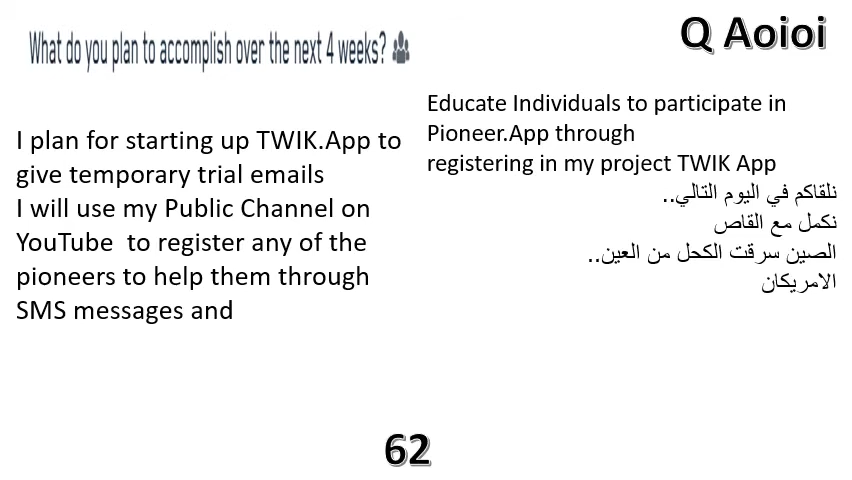 What do you plan to accomplish over the next 4 weeks?
Q Aoioi
I plan for starting up TWIK.App to
give temporary trial emails
I will use my Public Channel on
YouTube to register any of the
pioneers to help them through
SMS messages and
Educate Individuals to participate in
Pioneer.App through
registering in my project TWIK App
نلقاكم في اليوم التالي..
نكمل مع القاص
الصين سرقت الكحل من العين..
الامريكان
62